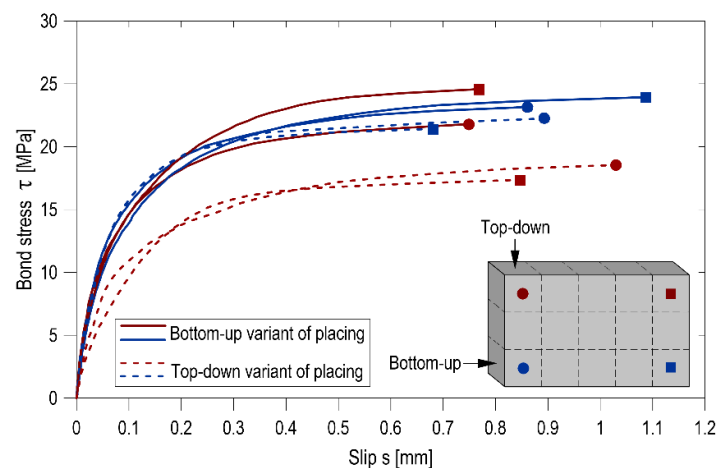 Bond stress τ [MPa]
30
25
20
15
10
5
0
Top-down
Bottom-up
Bottom-up variant of placing
Top-down variant of placing
0 0.1 0.2 0.3 0.4 0.5 0.6 0.7 0.8 0.9 1 1.1 1.2
Slip s [mm]